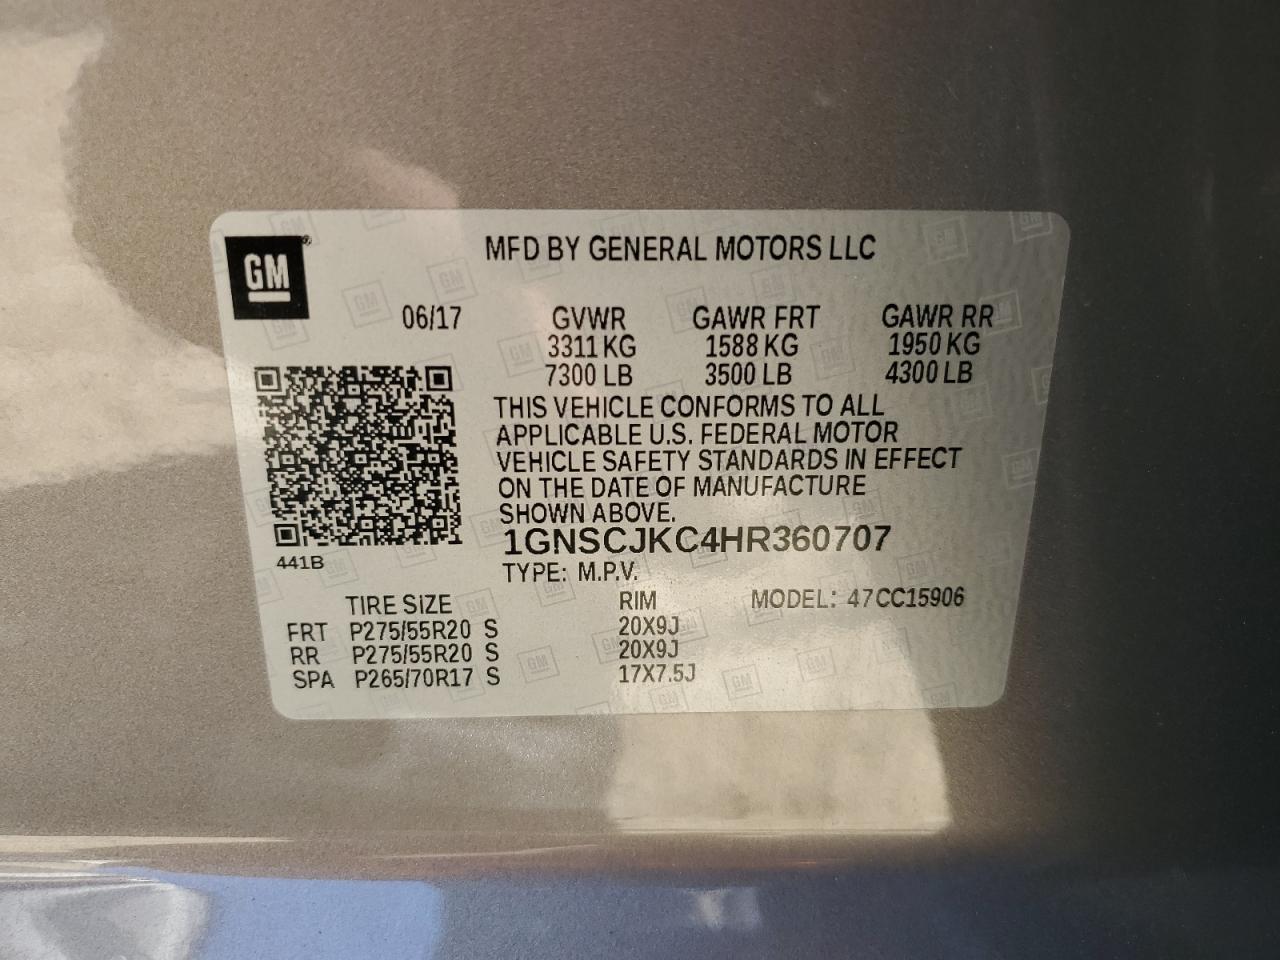 GM
MFD BY GENERAL MOTORS LLC
06/17 GVWR GAWR FRT GAWR RR
3311 KG 1588 KG 1950 KG
7300 LB 3500 LB 4300 LB
THIS VEHICLE CONFORMS TO ALL
APPLICABLE U.S. FEDERAL MOTOR
VEHICLE SAFETY STANDARDS IN EFFECT
ON THE DATE OF MANUFACTURE
SHOWN ABOVE.
1GNSCJKC4HR360707
441B
TYPE: M.P.V.
TIRE SIZE RIM MODEL: 47CC15906
FRT P275/55R20 S 20X9J
RR P275/55R20 S 20X9J
SPA P265/70R17 S 17X7.5J